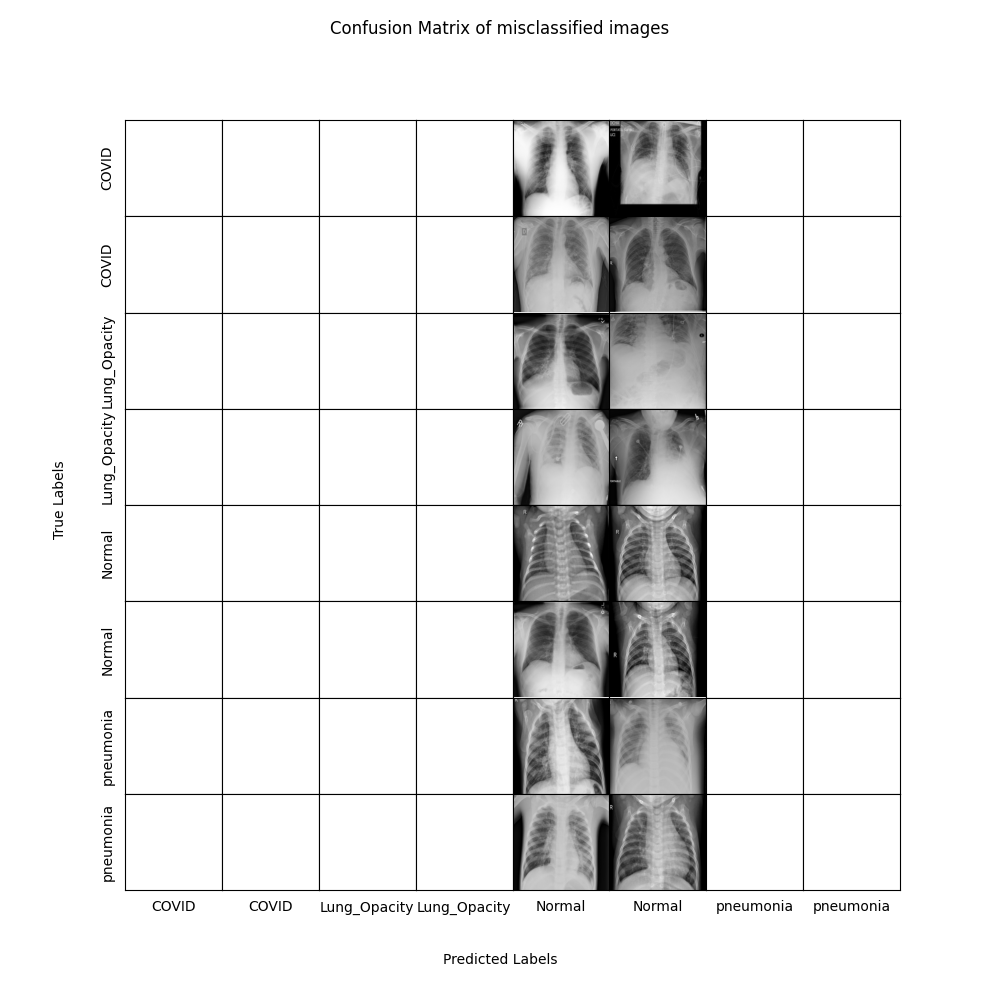 Confusion Matrix of misclassified images
True Labels
COVID
COVID
Lung_Opacity
Lung_Opacity
Normal
Normal
pneumonia
pneumonia
COVID COVID Lung_Opacity Lung_Opacity Normal Normal pneumonia pneumonia
Predicted Labels